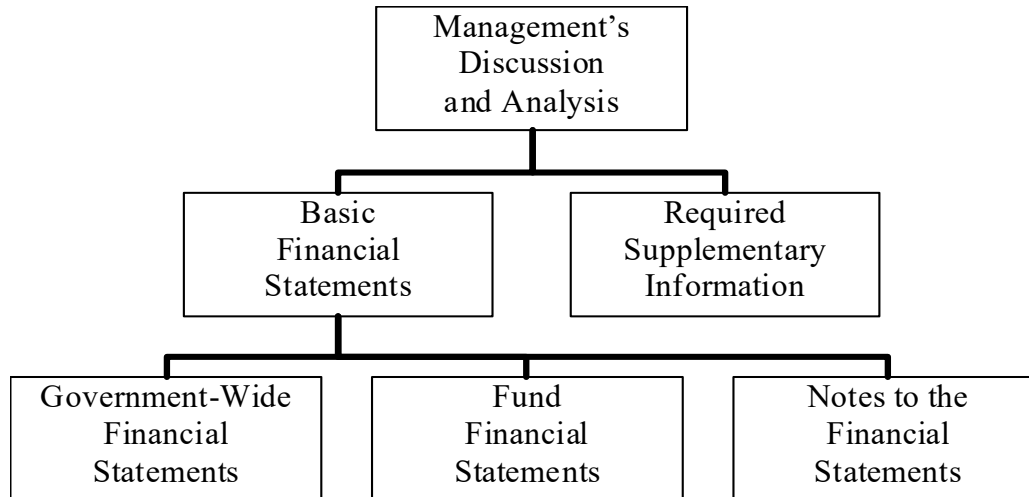 Management’s
Discussion
and Analysis
Basic
Financial
Statements
Required
Supplementary
Information
Government-Wide
Financial
Statements
Fund
Financial
Statements
Notes to the
Financial
Statements